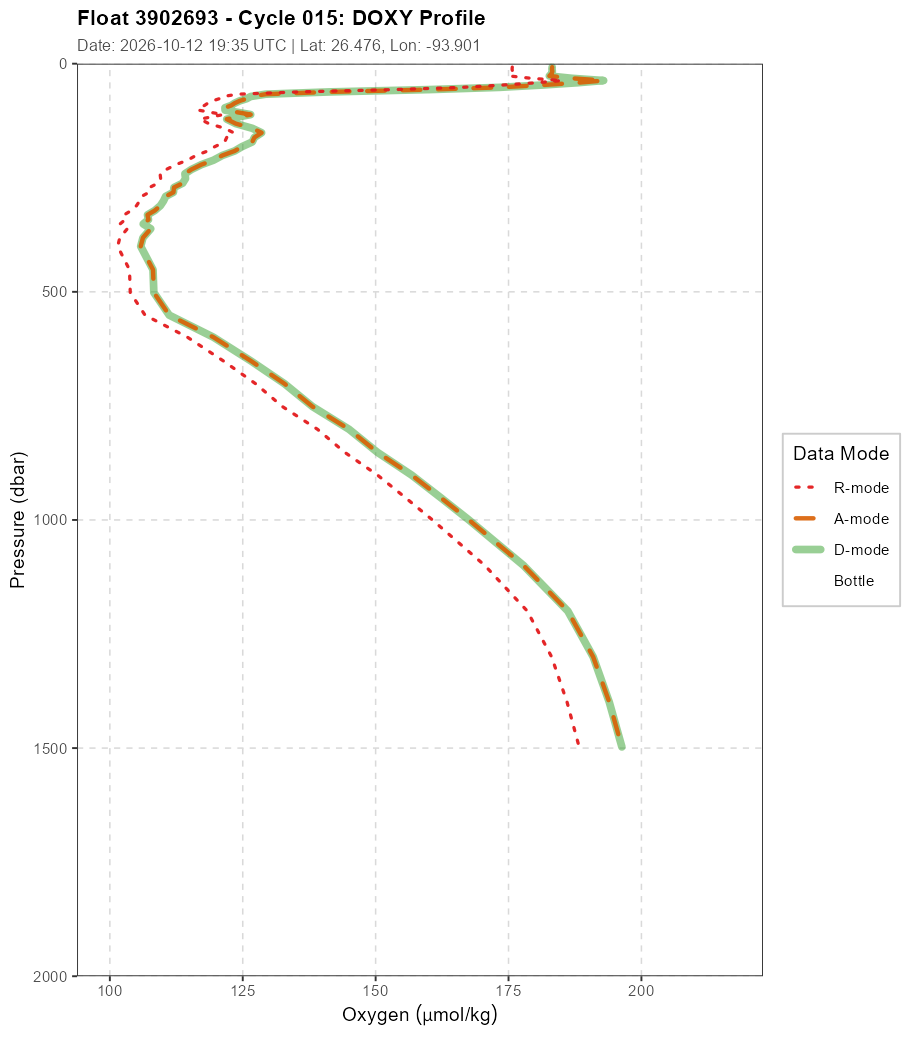 Float 3902693 - Cycle 015: DOXY Profile
Date: 2026-10-12 19:35 UTC | Lat: 26.476, Lon: -93.901
0
500
1000
1500
2000
Pressure (dbar)
100
125
150
175
200
Oxygen (μmol/kg)
Data Mode
R-mode
A-mode
D-mode
Bottle